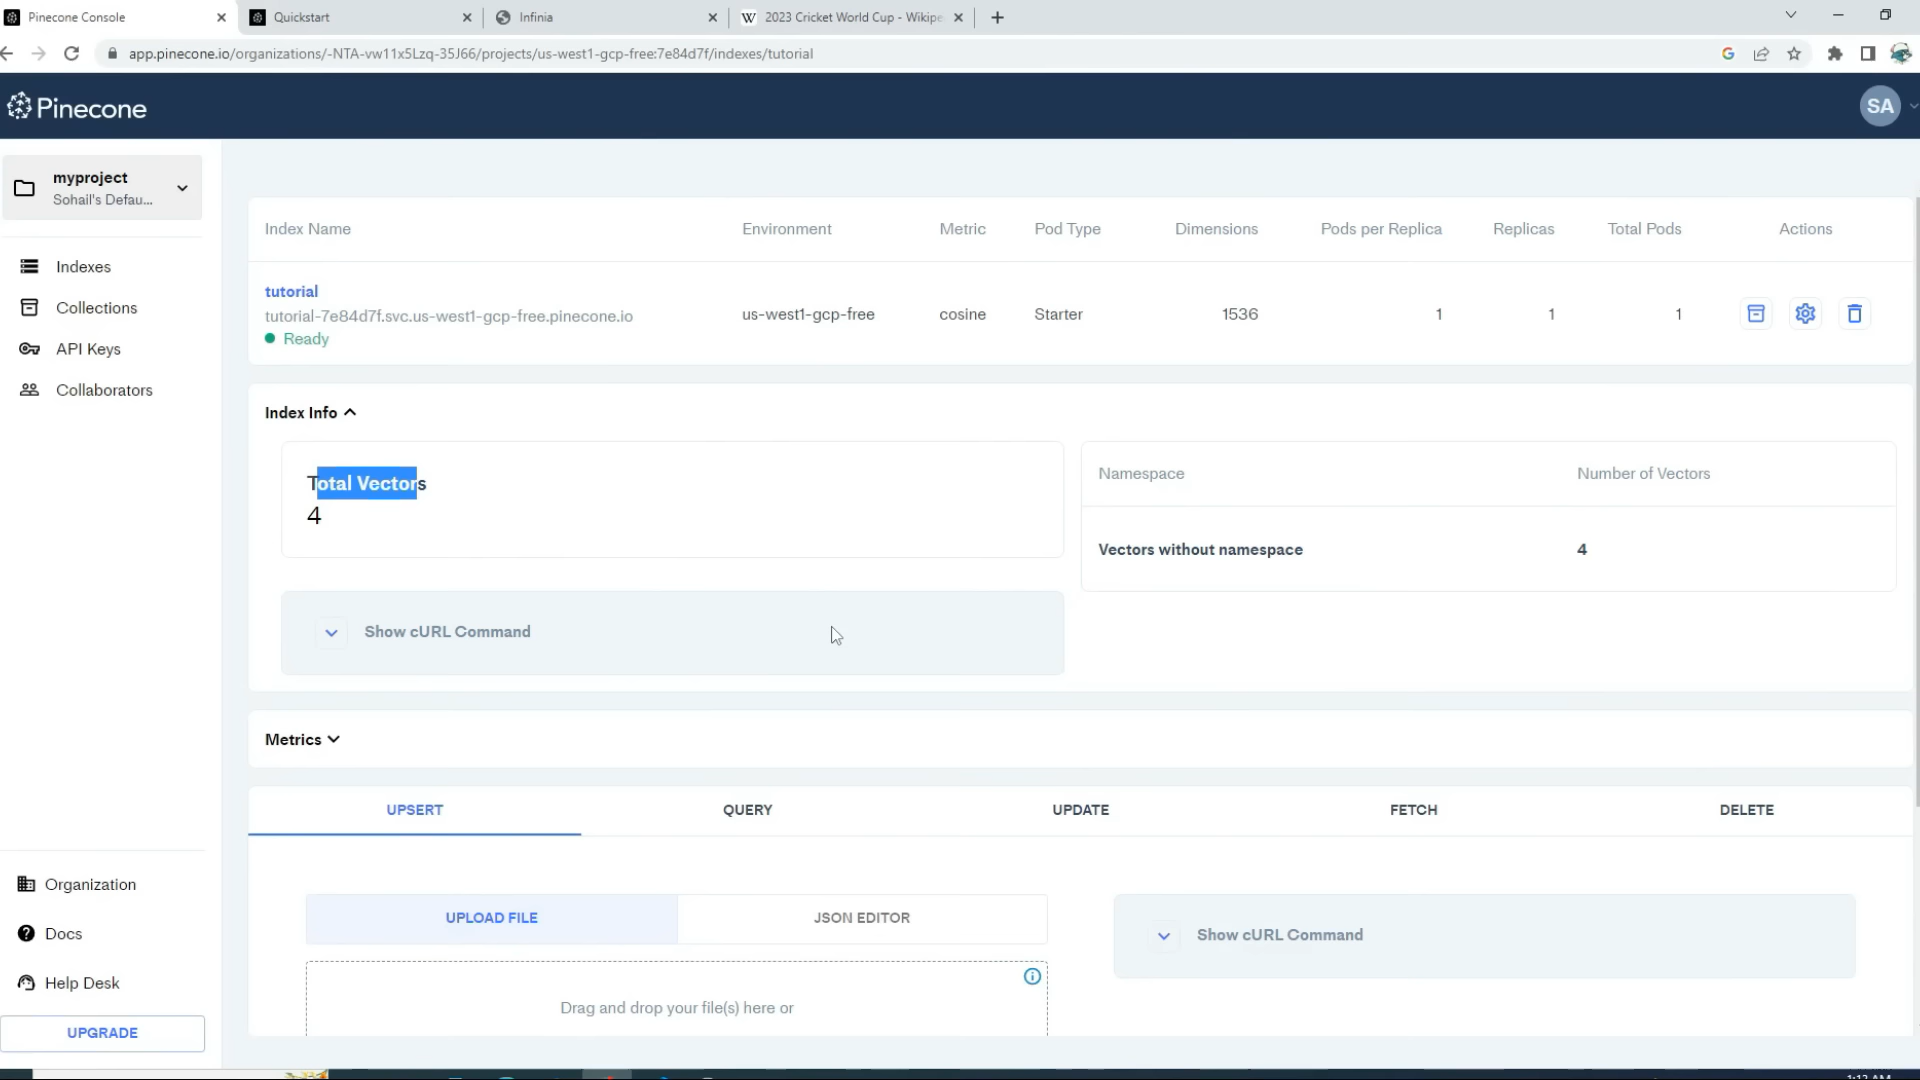 Pinecone Console
Quickstart
Infinia
2023 Cricket World Cup - Wikipe
app.pinecone.io/organizations/-NTA-vw11x5Lzq-35J66/projects/us-west1-gcp-free:7e84d7f/indexes/tutorial
Pinecone
SA
myproject
Sohail's Defau...
Indexes
Collections
API Keys
Collaborators
Organization
Docs
Help Desk
UPGRADE
Index Name Environment Metric Pod Type Dimensions Pods per Replica Replicas Total Pods Actions
tutorial
tutorial-7e84d7f.svc.us-west1-gcp-free.pinecone.io us-west1-gcp-free cosine Starter 1536 1 1 1
Ready
Index Info
Total Vectors
4
Namespace Number of Vectors
Vectors without namespace 4
Show cURL Command
Metrics
UPSERT QUERY UPDATE FETCH DELETE
UPLOAD FILE JSON EDITOR
Show cURL Command
Drag and drop your file(s) here or